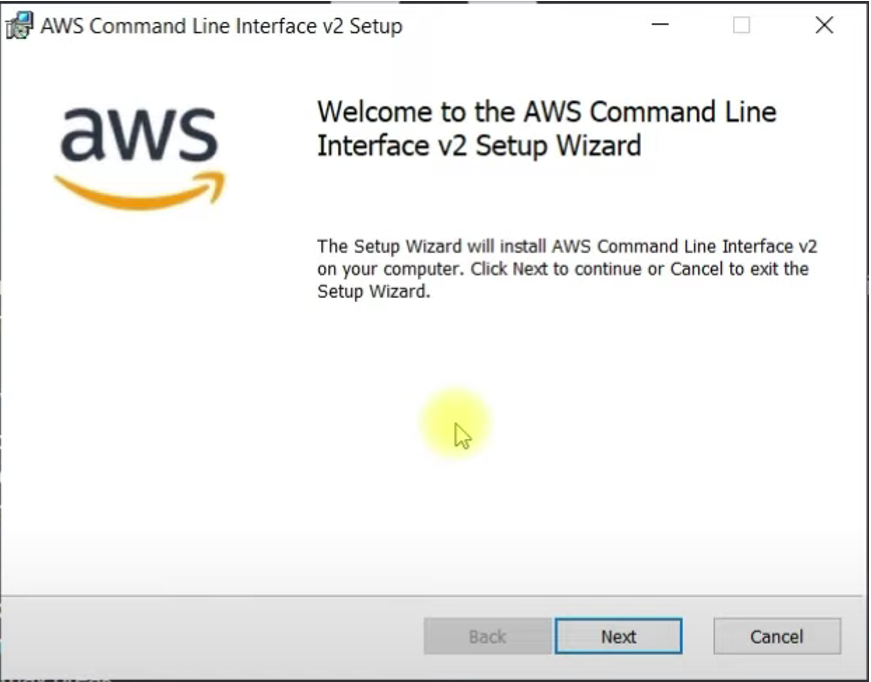 AWS Command Line Interface v2 Setup
aws
Welcome to the AWS Command Line
Interface v2 Setup Wizard
The Setup Wizard will install AWS Command Line Interface v2
on your computer. Click Next to continue or Cancel to exit the
Setup Wizard.
Back
Next
Cancel